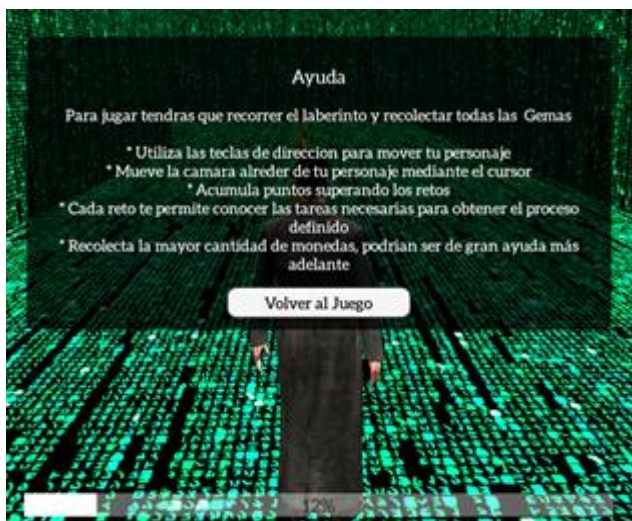 Ayuda
Para jugar tendras que recorrer el laberinto y recolectar todas las Gemas
* Utiliza las teclas de direccion para mover tu personaje
* Mueve la camara alreder de tu personaje mediante el cursor
* Acumula puntos superando los retos
* Cada reto te permite conocer las tareas necesarias para obtener el proceso
definido
* Recolecta la mayor cantidad de monedas, podrian ser de gran ayuda más
adelante
Volver al Juego
12%